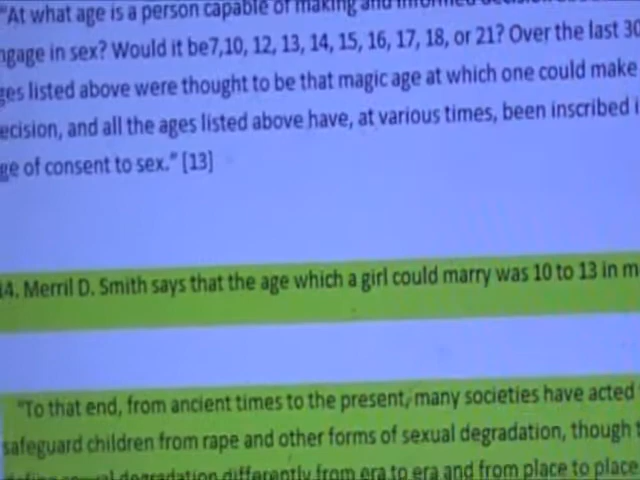 "At what age is a person capable of making and informed decision about
ngage in sex? Would it be7,10, 12, 13, 14, 15, 16, 17, 18, or 21? Over the last 30
ges listed above were thought to be that magic age at which one could make
ecision, and all the ages listed above have, at various times, been inscribed i
ge of consent to sex." [13]
14. Merril D. Smith says that the age which a girl could marry was 10 to 13 in m
"To that end, from ancient times to the present, many societies have acted
safeguard children from rape and other forms of sexual degradation, though t
sexual degradation differently from era to era and from place to place